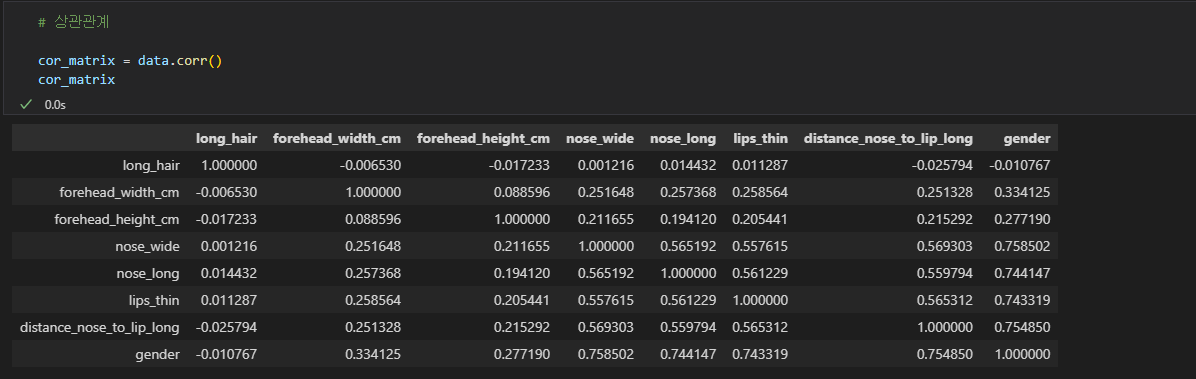 # 상관관계
cor_matrix = data.corr()
cor_matrix
0.0s
long_hair forehead_width_cm forehead_height_cm nose_wide nose_long lips_thin distance_nose_to_lip_long gender
long_hair 1.000000 -0.006530 -0.017233 0.001216 0.014432 0.011287 -0.025794 -0.010767
forehead_width_cm -0.006530 1.000000 0.088596 0.251648 0.257368 0.258564 0.251328 0.334125
forehead_height_cm -0.017233 0.088596 1.000000 0.211655 0.194120 0.205441 0.215292 0.277190
nose_wide 0.001216 0.251648 0.211655 1.000000 0.565192 0.557615 0.569303 0.758502
nose_long 0.014432 0.257368 0.194120 0.565192 1.000000 0.561229 0.559794 0.744147
lips_thin 0.011287 0.258564 0.205441 0.557615 0.561229 1.000000 0.565312 0.743319
distance_nose_to_lip_long -0.025794 0.251328 0.215292 0.569303 0.559794 0.565312 1.000000 0.754850
gender -0.010767 0.334125 0.277190 0.758502 0.744147 0.743319 0.754850 1.000000